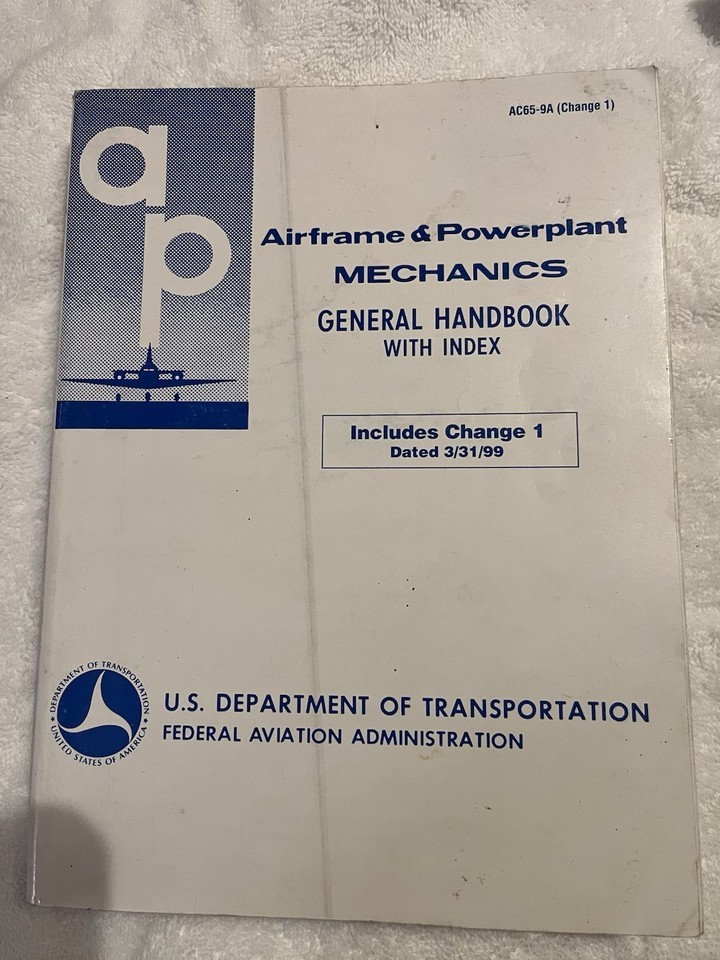 AC65-9A (Change 1)
ap
Airframe & Powerplant
MECHANICS
GENERAL HANDBOOK
WITH INDEX
Includes Change 1
Dated 3/31/99
DEPARTMENT OF TRANSPORTATION
UNITED STATES OF AMERICA
U.S. DEPARTMENT OF TRANSPORTATION
FEDERAL AVIATION ADMINISTRATION